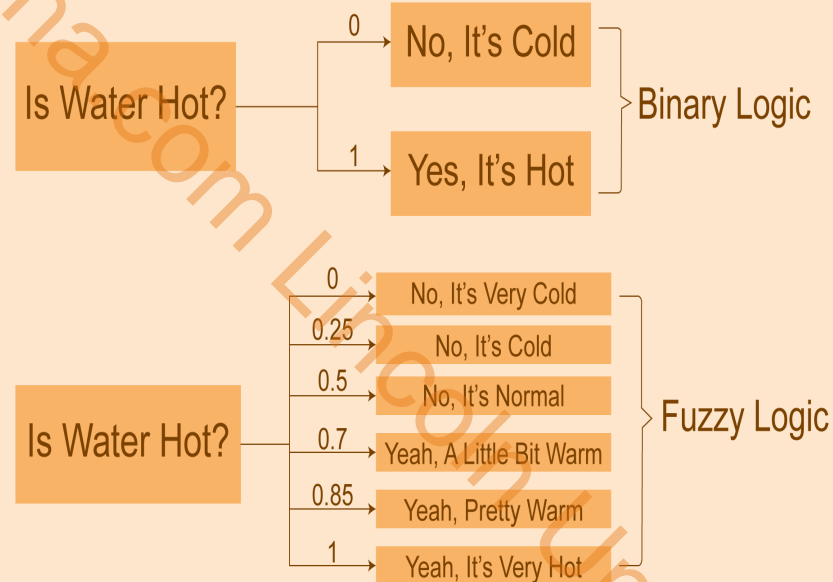 Is Water Hot?
0
No, It's Cold
1
Yes, It's Hot
Binary Logic
Is Water Hot?
0
No, It's Very Cold
0.25
No, It's Cold
0.5
No, It's Normal
0.7
Yeah, A Little Bit Warm
0.85
Yeah, Pretty Warm
1
Yeah, It's Very Hot
Fuzzy Logic
com Lincoln